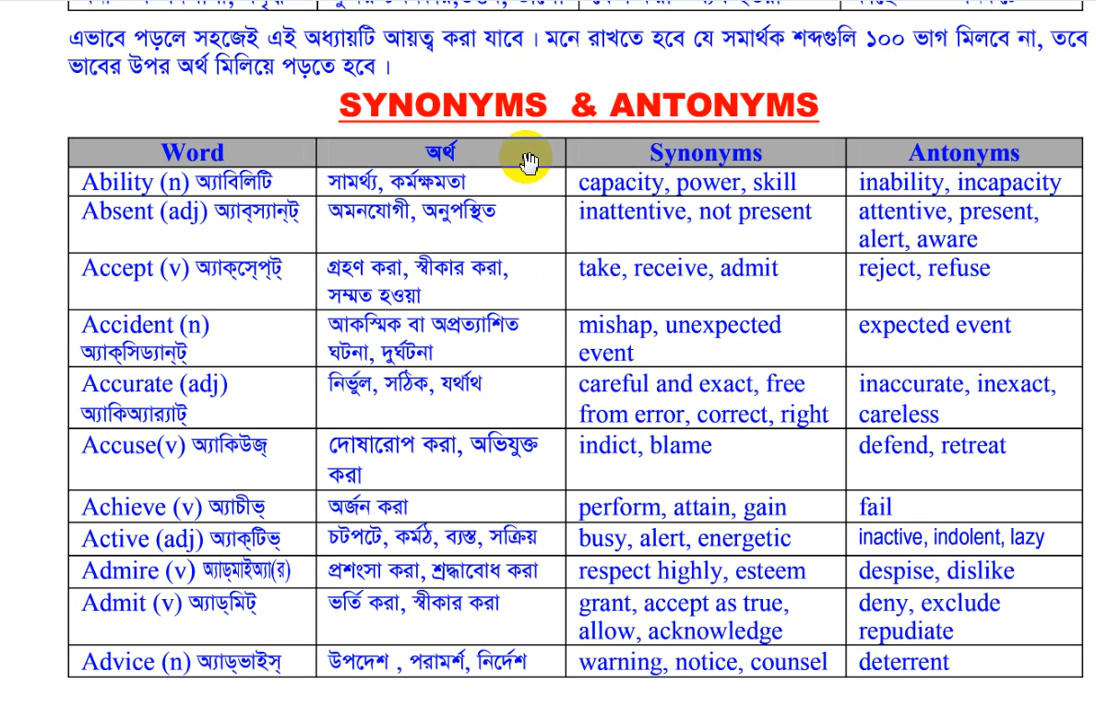 এভাবে পড়লে সহজেই এই অধ্যায়টি আয়ত্ব করা যাবে । মনে রাখতে হবে যে সমার্থক শব্দগুলি ১০০ ভাগ মিলবে না, তবে
ভাবের উপর অর্থ মিলিয়ে পড়তে হবে ।
SYNONYMS & ANTONYMS
Word অর্থ Synonyms Antonyms
Ability (n) অ্যাবিলিটি সামর্থ্য, কর্মক্ষমতা capacity, power, skill inability, incapacity
Absent (adj) অ্যাব্স্যান্ট্ অমনযোগী, অনুপস্থিত inattentive, not present attentive, present,
alert, aware
Accept (v) অ্যাক্সেপ্ট্ গ্রহণ করা, স্বীকার করা, take, receive, admit reject, refuse
সম্মত হওয়া
Accident (n) আকস্মিক বা অপ্রত্যাশিত mishap, unexpected expected event
অ্যাক্সিড্যান্ট্ ঘটনা, দুর্ঘটনা event
Accurate (adj) নির্ভুল, সঠিক, যর্থাথ careful and exact, free inaccurate, inexact,
অ্যাকিঅ্যার‍্যাট্ from error, correct, right careless
Accuse(v) অ্যাকিউজ্ দোষারোপ করা, অভিযুক্ত indict, blame defend, retreat
করা
Achieve (v) অ্যাচীভ্ অর্জন করা perform, attain, gain fail
Active (adj) অ্যাক্টিভ্ চটপটে, কর্মঠ, ব্যস্ত, সক্রিয় busy, alert, energetic inactive, indolent, lazy
Admire (v) অ্যাড্মাইঅ্যা(র) প্রশংসা করা, শ্রদ্ধাবোধ করা respect highly, esteem despise, dislike
Admit (v) অ্যাড্মিট্ ভর্তি করা, স্বীকার করা grant, accept as true, deny, exclude
allow, acknowledge repudiate
Advice (n) অ্যাড্ভাইস্ উপদেশ , পরামর্শ, নির্দেশ warning, notice, counsel deterrent